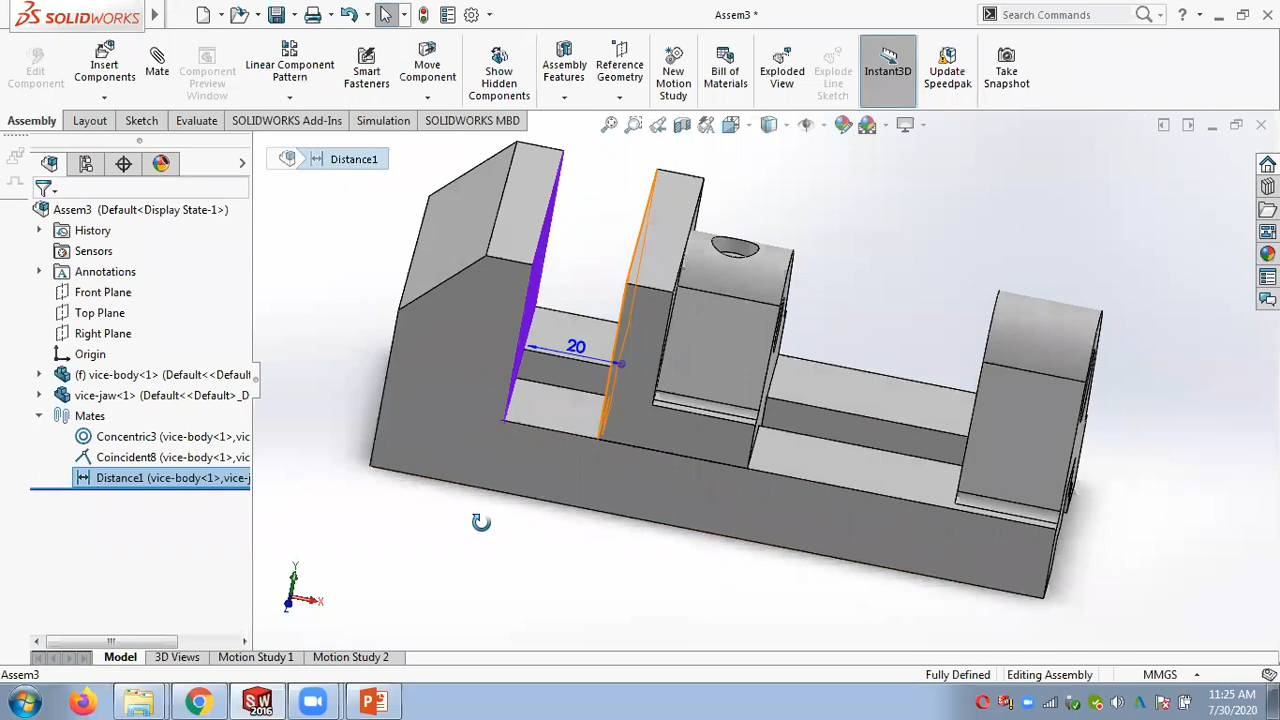 SOLIDWORKS
Assem3 *
Search Commands
?
Edit Component
Insert Components
Mate
Component Preview Window
Linear Component Pattern
Smart Fasteners
Move Component
Show Hidden Components
Assembly Features
Reference Geometry
New Motion Study
Bill of Materials
Exploded View
Explode Line Sketch
Instant3D
Update Speedpak
Take Snapshot
Assembly
Layout
Sketch
Evaluate
SOLIDWORKS Add-Ins
Simulation
SOLIDWORKS MBD
Distance1
Assem3 (Default<Display State-1>)
History
Sensors
Annotations
Front Plane
Top Plane
Right Plane
Origin
(f) vice-body<1> (Default<<Default
vice-jaw<1> (Default<<Default>_D
Mates
Concentric3 (vice-body<1>,vic
Coincident8 (vice-body<1>,vic
Distance1 (vice-body<1>,vice-j
20
Y
X
Z
Model
3D Views
Motion Study 1
Motion Study 2
Assem3
Fully Defined
Editing Assembly
MMGS
SW
2016
11:25 AM
7/30/2020